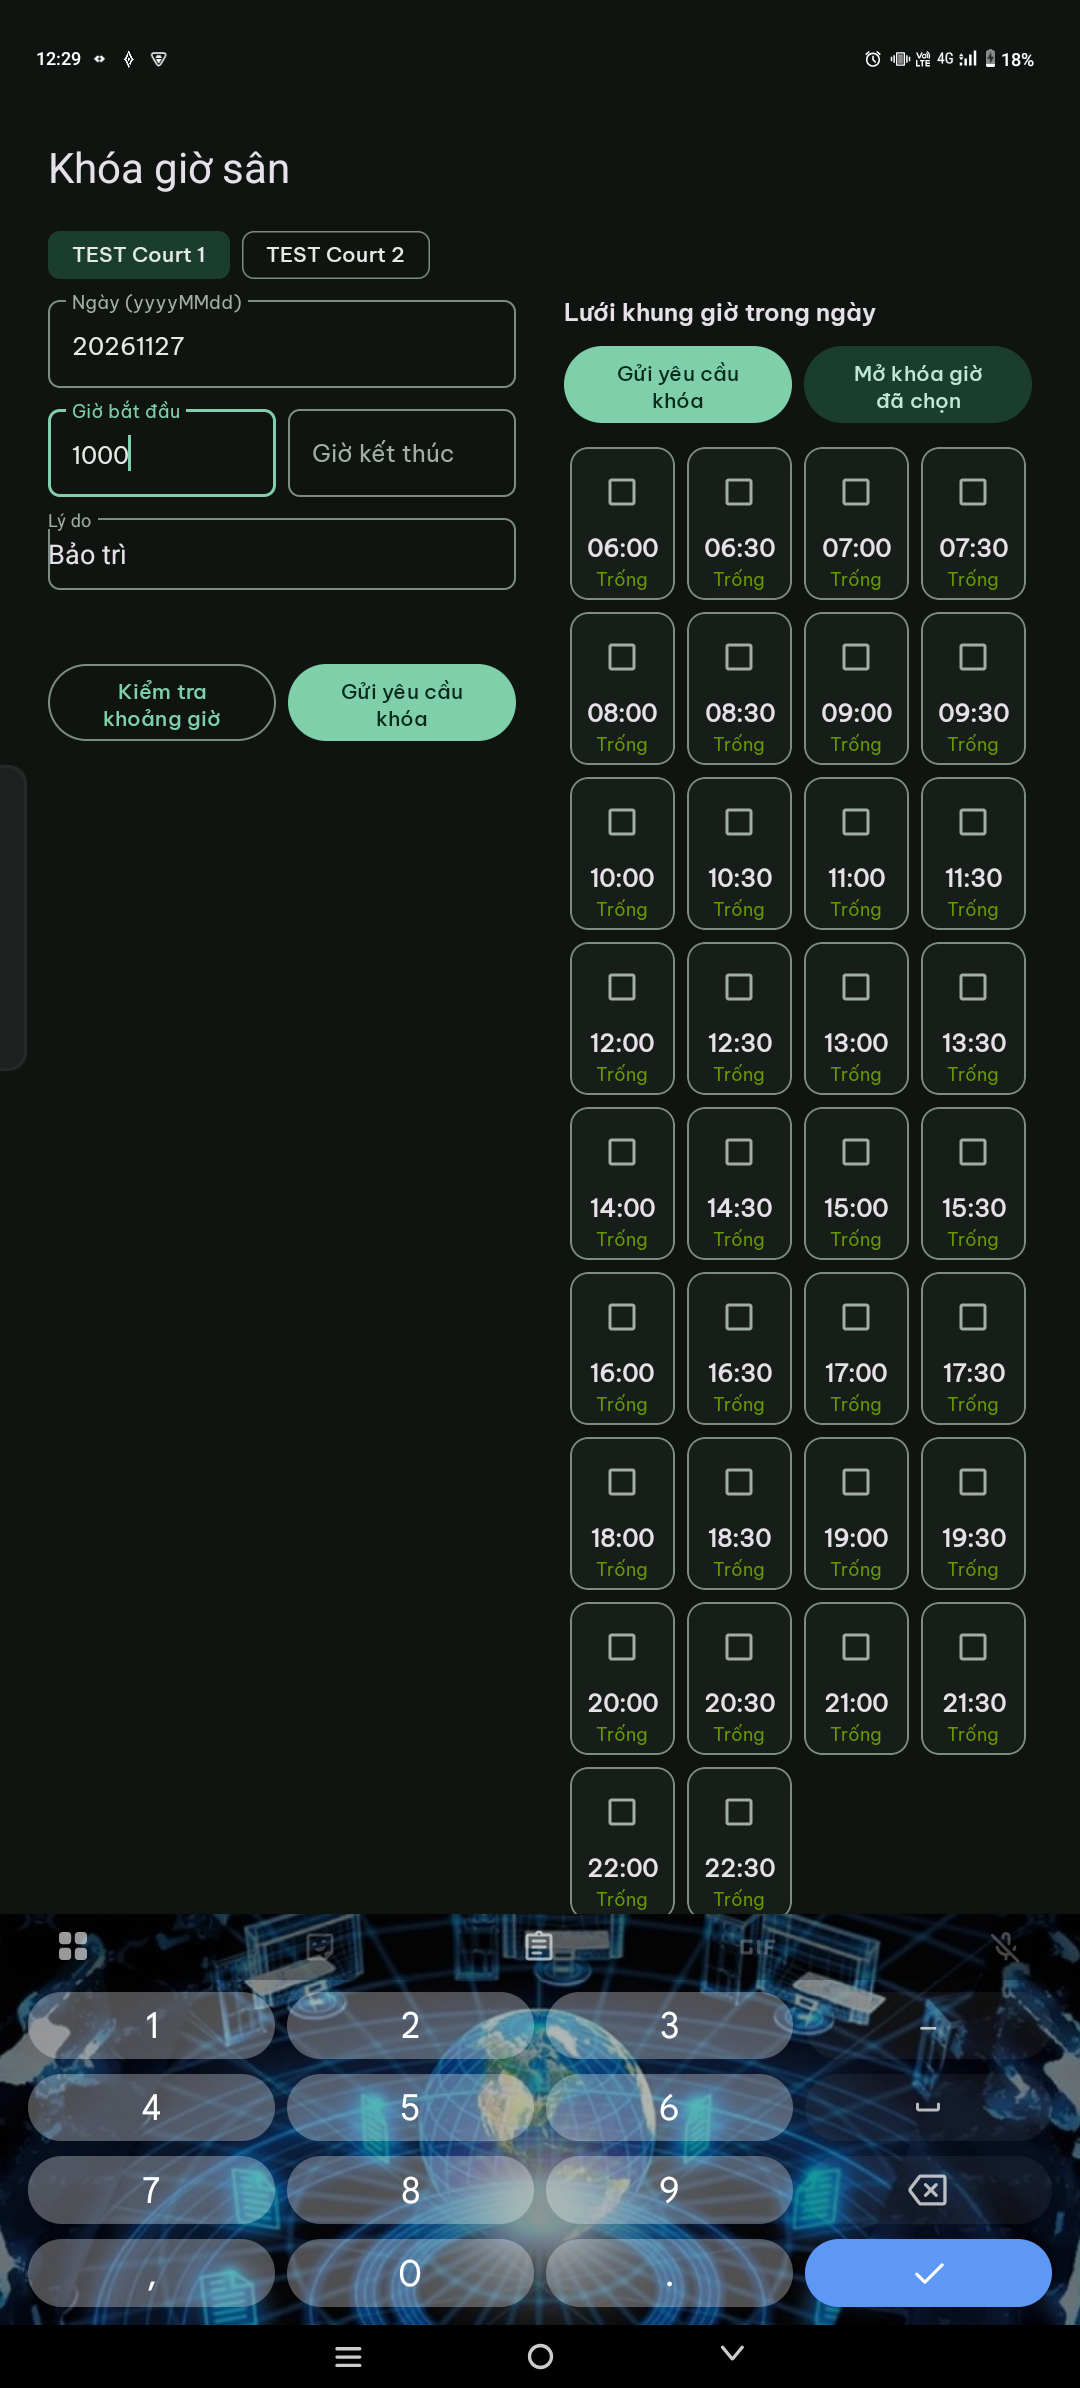 12:29
VoLTE 4G 18%
Khóa giờ sân
TEST Court 1 TEST Court 2
Ngày (yyyyMMdd)
20261127
Giờ bắt đầu
1000
Giờ kết thúc
Lý do
Bảo trì
Kiểm tra
khoảng giờ
Gửi yêu cầu
khóa
Lưới khung giờ trong ngày
Gửi yêu cầu
khóa
Mở khóa giờ
đã chọn
06:00 06:30 07:00 07:30
Trống Trống Trống Trống
08:00 08:30 09:00 09:30
Trống Trống Trống Trống
10:00 10:30 11:00 11:30
Trống Trống Trống Trống
12:00 12:30 13:00 13:30
Trống Trống Trống Trống
14:00 14:30 15:00 15:30
Trống Trống Trống Trống
16:00 16:30 17:00 17:30
Trống Trống Trống Trống
18:00 18:30 19:00 19:30
Trống Trống Trống Trống
20:00 20:30 21:00 21:30
Trống Trống Trống Trống
22:00 22:30
Trống Trống
GIF
1 2 3 –
4 5 6
7 8 9
, 0 .